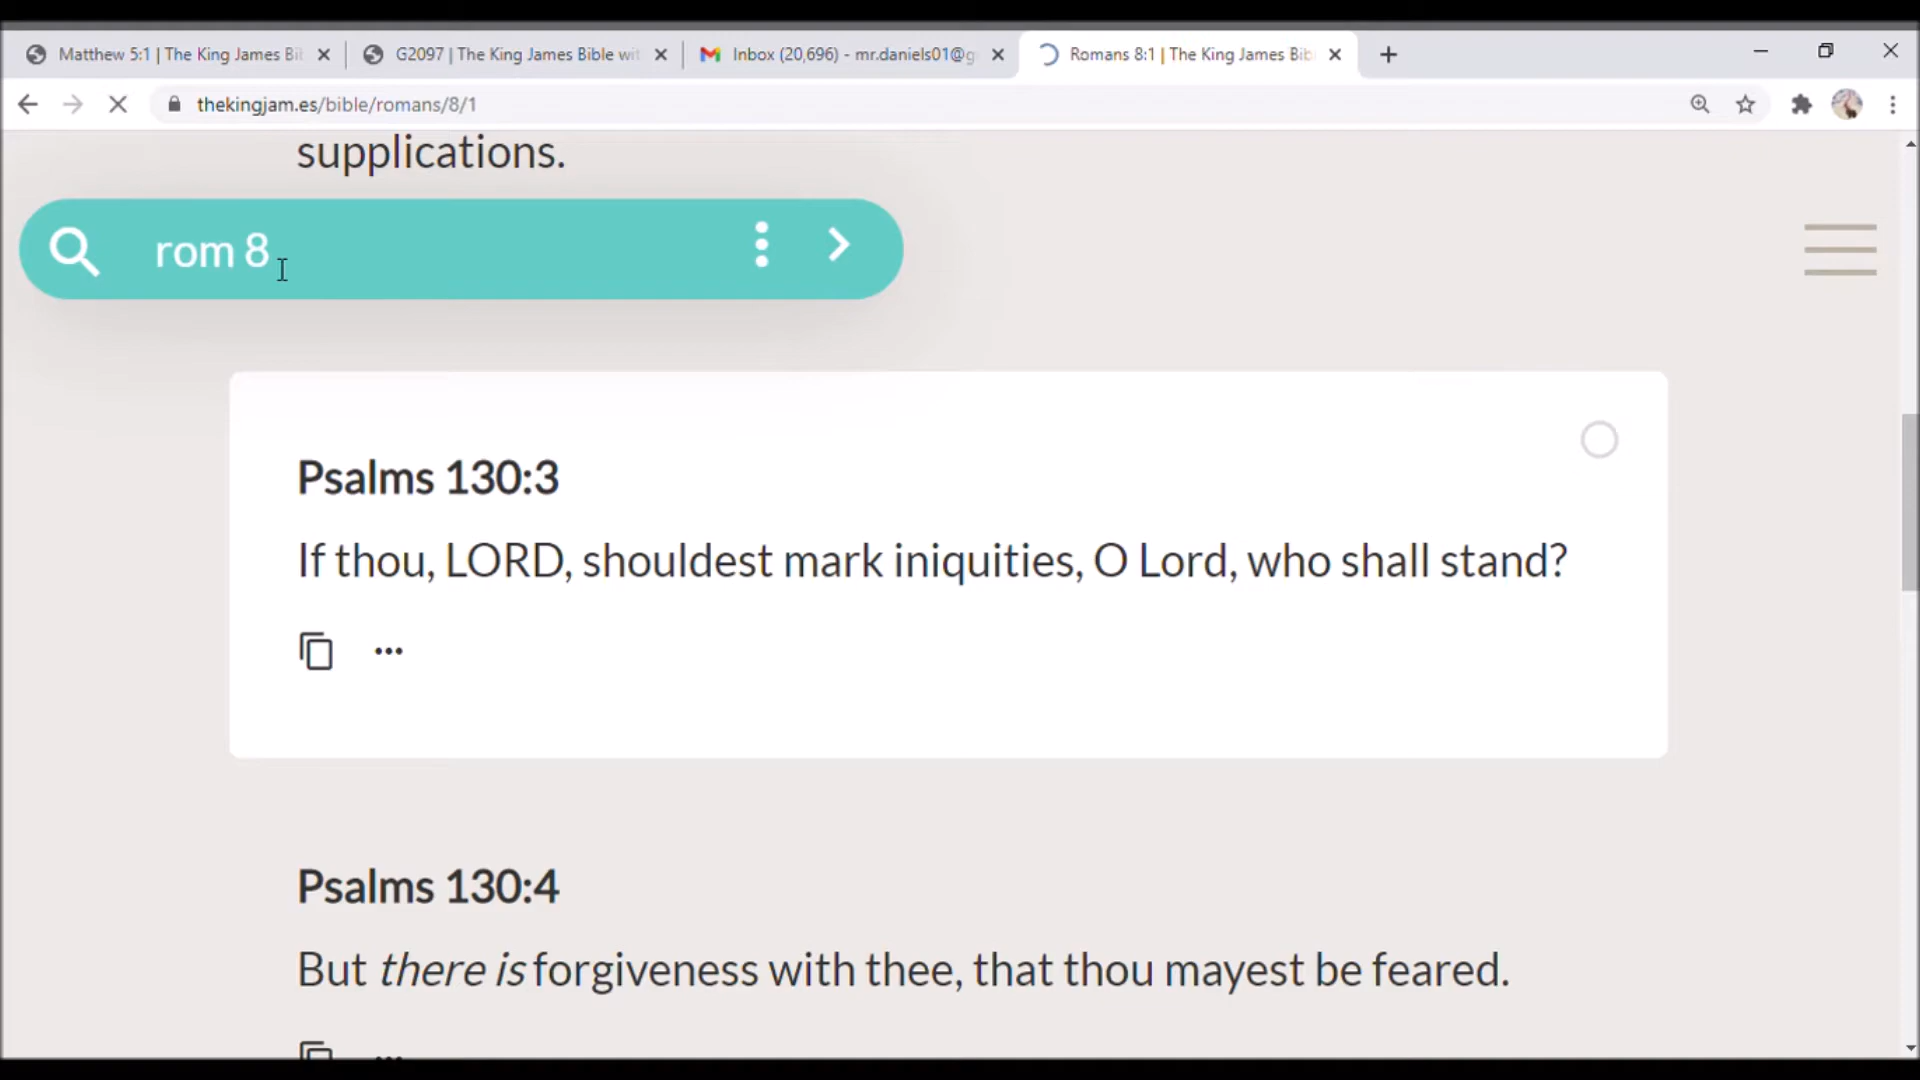 Matthew 5:1 | The King James Bi
G2097 | The King James Bible wit
Inbox (20,696) - mr.daniels01@g
Romans 8:1 | The King James Bib
thekingjam.es/bible/romans/8/1
supplications.
rom 8
Psalms 130:3
If thou, LORD, shouldest mark iniquities, O Lord, who shall stand?
Psalms 130:4
But there is forgiveness with thee, that thou mayest be feared.